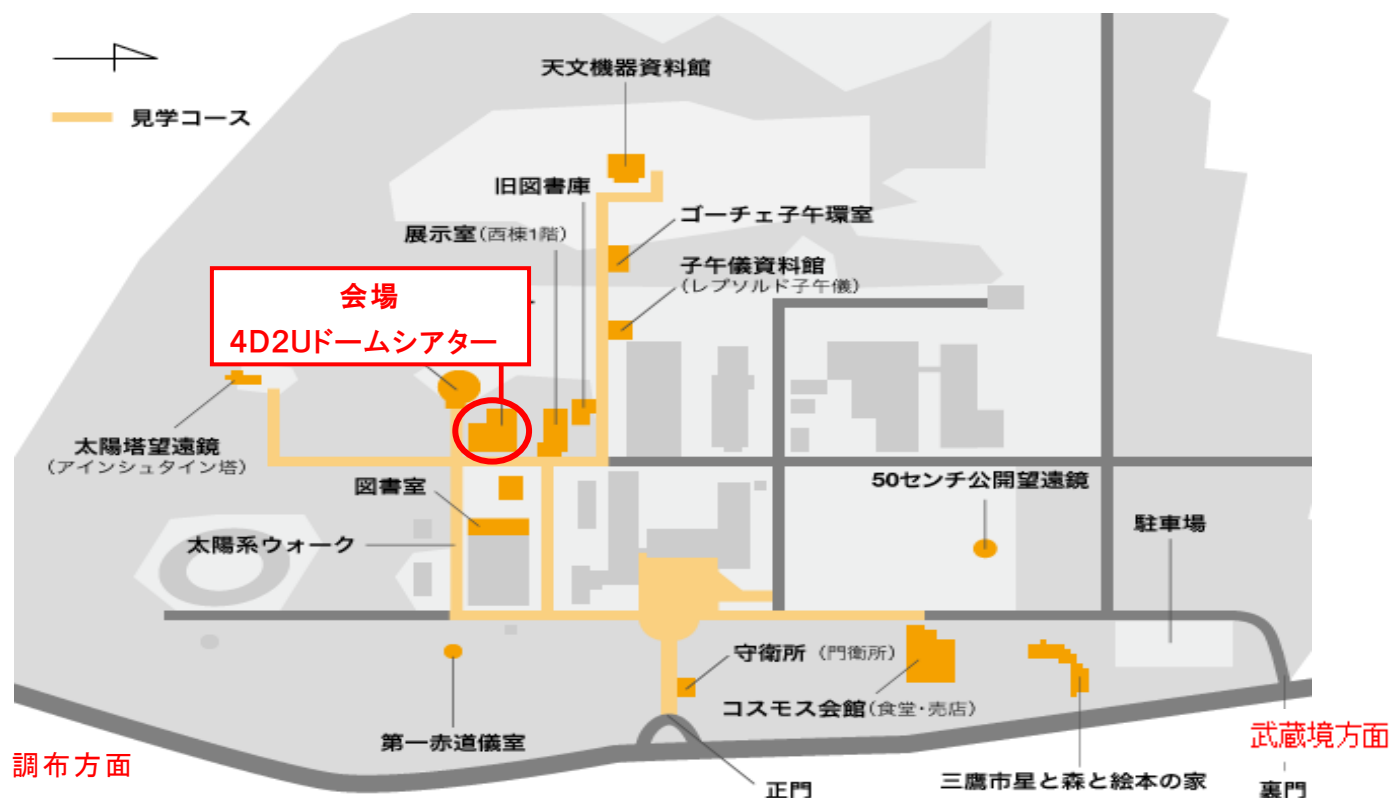 天文機器資料館
見学コース
旧図書庫
ゴーチェ子午環室
展示室(西棟1階)
子午儀資料館
(レプソルド子午儀)
会場
4D2Uドームシアター
太陽塔望遠鏡
(アインシュタイン塔)
図書室
50センチ公開望遠鏡
駐車場
太陽系ウォーク
守衛所(門衛所)
コスモス会館(食堂・売店)
第一赤道儀室
武蔵境方面
調布方面
正門
三鷹市星と森と絵本の家
裏門